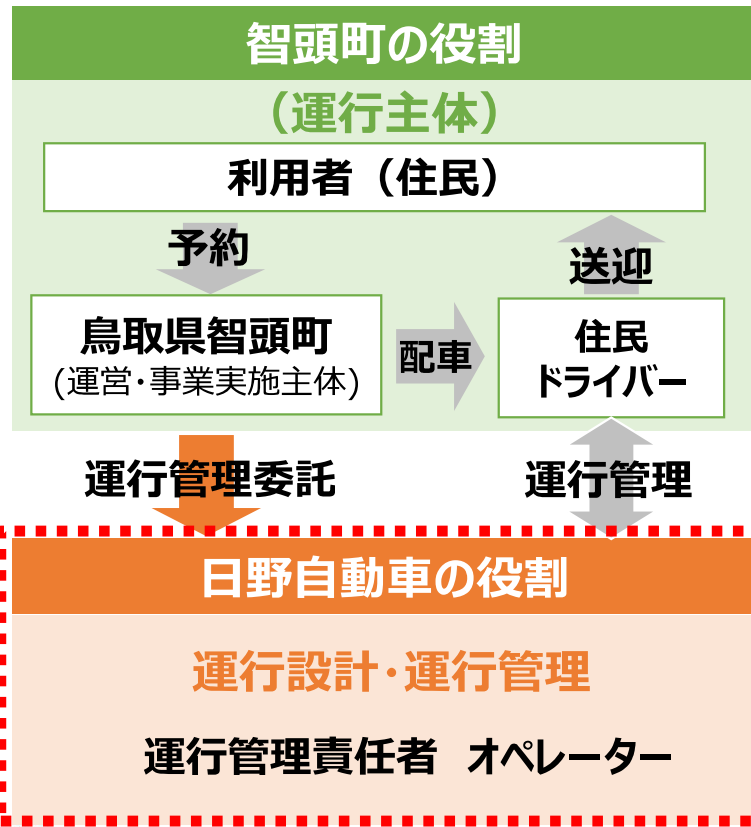 智頭町の役割
（運行主体）
利用者（住民）
予約
送迎
鳥取県智頭町
(運営・事業実施主体)
配車
住民
ドライバー
運行管理委託
運行管理
日野自動車の役割
運行設計・運行管理
運行管理責任者 オペレーター